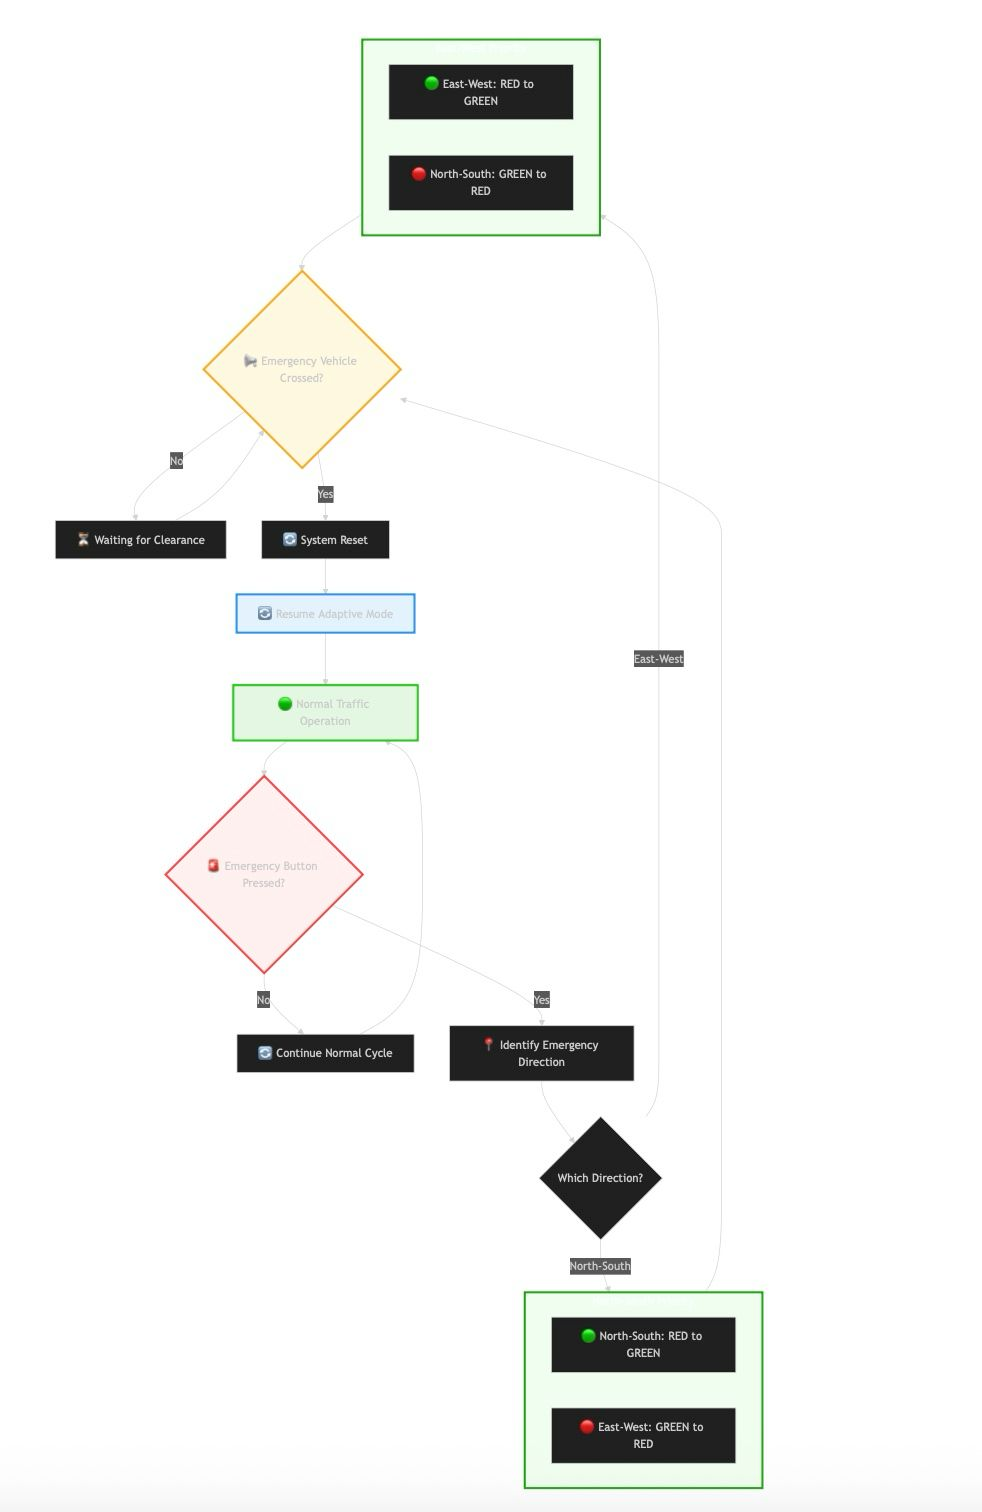 East-West: RED to
GREEN
North-South: GREEN to
RED
Emergency Vehicle
Crossed?
No
Yes
Waiting for Clearance
System Reset
Resume Adaptive Mode
East-West
Normal Traffic
Operation
Emergency Button
Pressed?
No
Yes
Continue Normal Cycle
Identify Emergency
Direction
Which Direction?
North-South
North-South: RED to
GREEN
East-West: GREEN to
RED